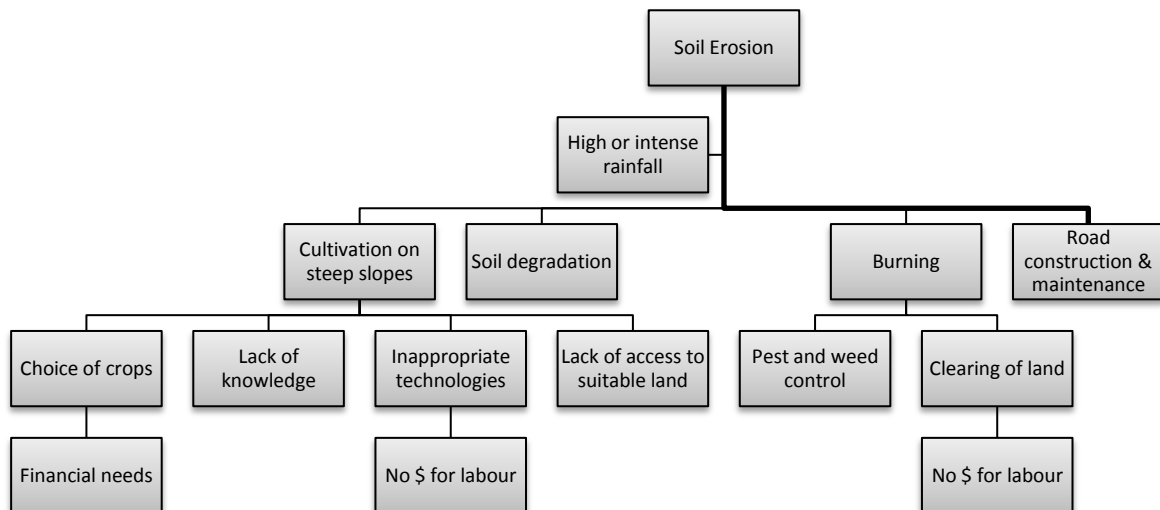 Soil Erosion
High or intense
rainfall
Cultivation on
steep slopes
Soil degradation
Burning
Road
construction &
maintenance
Choice of crops
Lack of
knowledge
Inappropriate
technologies
Lack of access to
suitable land
Pest and weed
control
Clearing of land
Financial needs
No $ for labour
No $ for labour